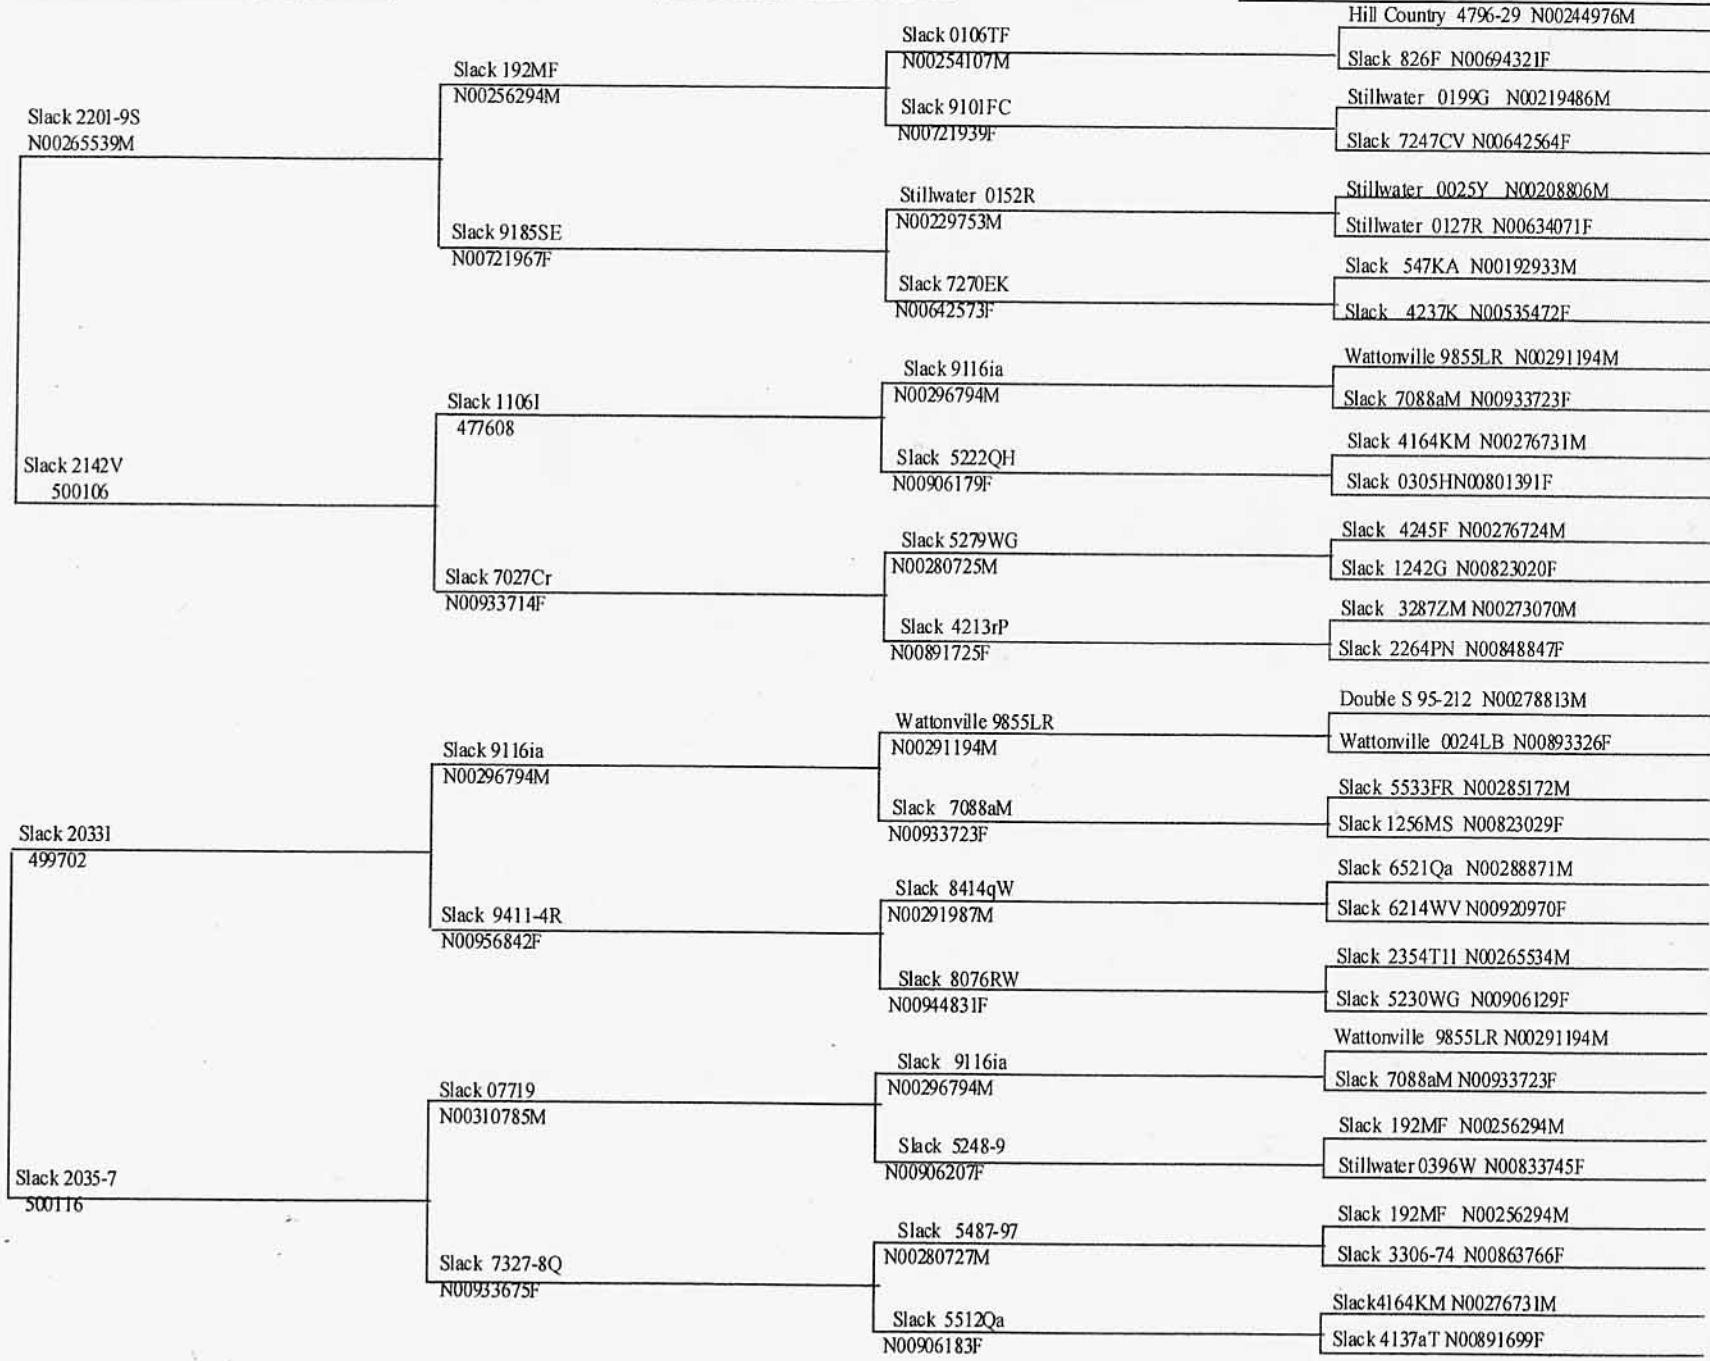 Slack 2201-9S
N00265539M
Slack 2142V
500106
Slack 2033I
499702
Slack 2035-7
500116
Slack 192MF
N00256294M
Slack 9185SE
N00721967F
Slack 1106I
477608
Slack 7027Cr
N00933714F
Slack 9116ia
N00296794M
Slack 9411-4R
N00956842F
Slack 07719
N00310785M
Slack 7327-8Q
N00933675F
Slack 0106TF
N00254107M
Slack 9101FC
N00721939F
Stillwater 0152R
N00229753M
Slack 7270EK
N00642573F
Slack 9116ia
N00296794M
Slack 5222QH
N00906179F
Slack 5279WG
N00280725M
Slack 4213rP
N00891725F
Wattonville 9855LR
N00291194M
Slack 7088aM
N00933723F
Slack 8414qW
N00291987M
Slack 8076RW
N00944831F
Slack 9116ia
N00296794M
Slack 5248-9
N00906207F
Slack 5487-97
N00280727M
Slack 5512Qa
N00906183F
Hill Country 4796-29 N00244976M
Slack 826F N00694321F
Stillwater 0199G N00219486M
Slack 7247CV N00642564F
Stillwater 0025Y N00208806M
Stillwater 0127R N00634071F
Slack 547KA N00192933M
Slack 4237K N00535472F
Wattonville 9855LR N00291194M
Slack 7088aM N00933723F
Slack 4164KM N00276731M
Slack 0305HN00801391F
Slack 4245F N00276724M
Slack 1242G N00823020F
Slack 3287ZM N00273070M
Slack 2264PN N00848847F
Double S 95-212 N00278813M
Wattonville 0024LB N00893326F
Slack 5533FR N00285172M
Slack 1256MS N00823029F
Slack 6521Qa N00288871M
Slack 6214WV N00920970F
Slack 2354T11 N00265534M
Slack 5230WG N00906129F
Wattonville 9855LR N00291194M
Slack 7088aM N00933723F
Slack 192MF N00256294M
Stillwater 0396W N00833745F
Slack 192MF N00256294M
Slack 3306-74 N00863766F
Slack4164KM N00276731M
Slack 4137aT N00891699F